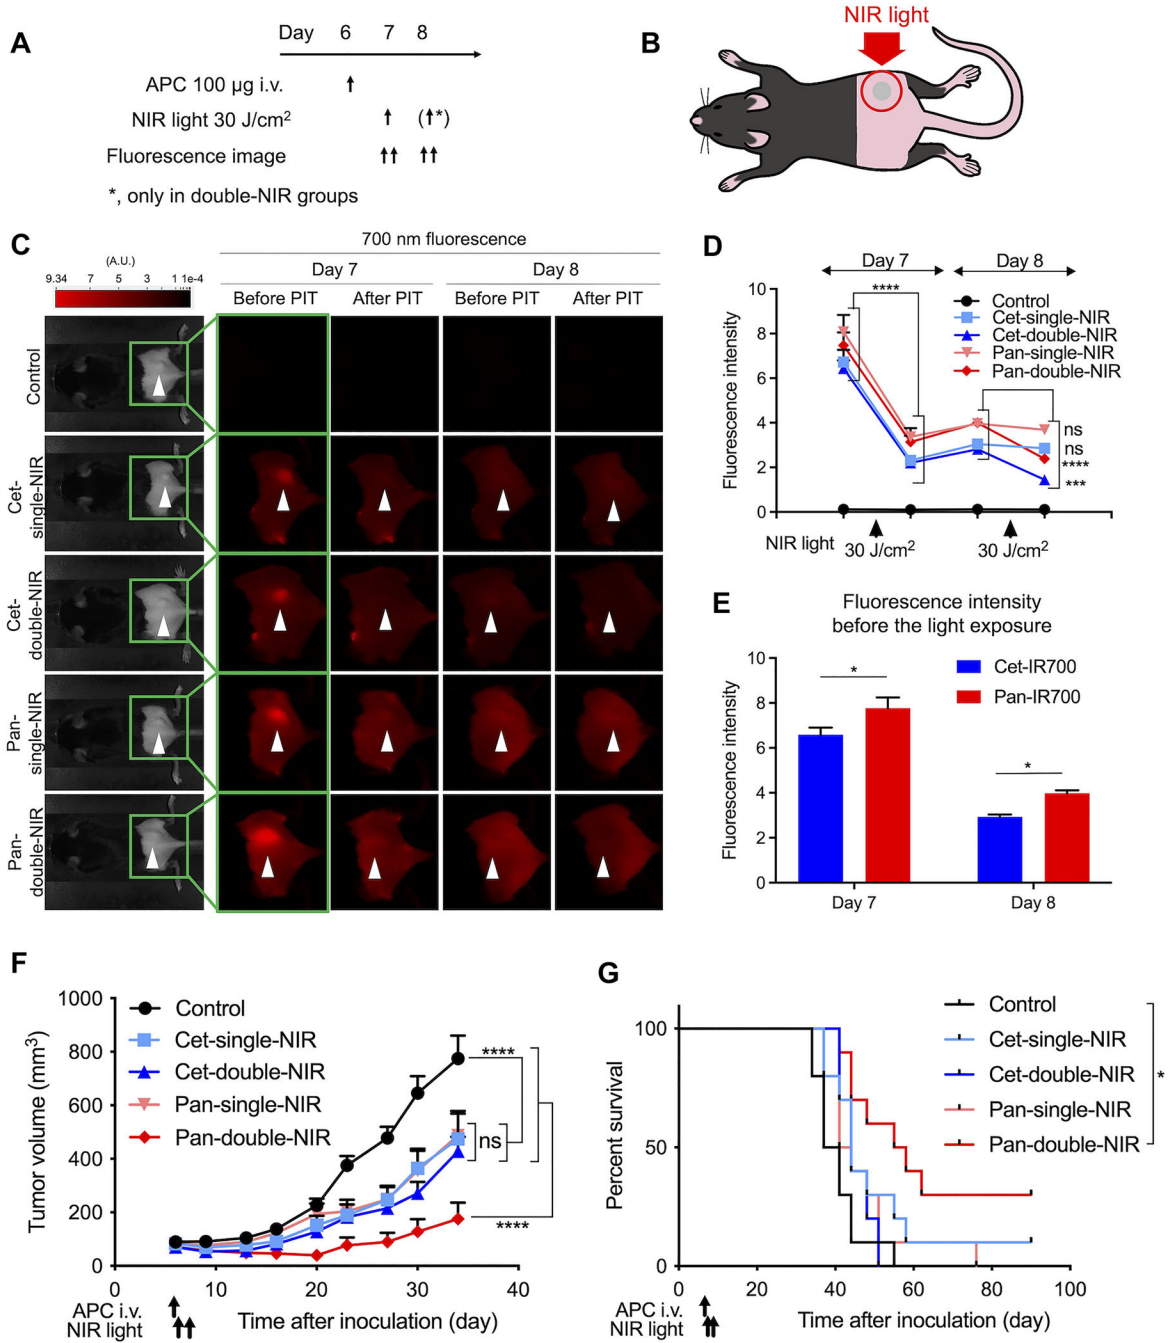 A
Day 6 7 8
APC 100 µg i.v.
NIR light 30 J/cm2 (*)
Fluorescence image
*, only in double-NIR groups
B
NIR light
C
700 nm fluorescence
(A.U.)
9.34 7 5 3 1 1e-4
Day 7 Day 8
Before PIT After PIT Before PIT After PIT
Control
Cet-
single-NIR
Cet-
double-NIR
Pan-
single-NIR
Pan-
double-NIR
D
Day 7 Day 8
Fluorescence intensity
10
8
6
4
2
0
****
Control
Cet-single-NIR
Cet-double-NIR
Pan-single-NIR
Pan-double-NIR
ns
ns
****
***
NIR light 30 J/cm2 30 J/cm2
E
Fluorescence intensity
before the light exposure
Fluorescence intensity
10
8
6
4
2
0
*
*
Cet-IR700
Pan-IR700
Day 7 Day 8
F
Tumor volume (mm3)
1000
800
600
400
200
0
Control
Cet-single-NIR
Cet-double-NIR
Pan-single-NIR
Pan-double-NIR
****
ns
****
0 10 20 30 40
APC i.v.
NIR light
Time after inoculation (day)
G
Percent survival
100
50
0
Control
Cet-single-NIR
Cet-double-NIR
Pan-single-NIR
Pan-double-NIR
*
0 20 40 60 80 100
APC i.v.
NIR light
Time after inoculation (day)